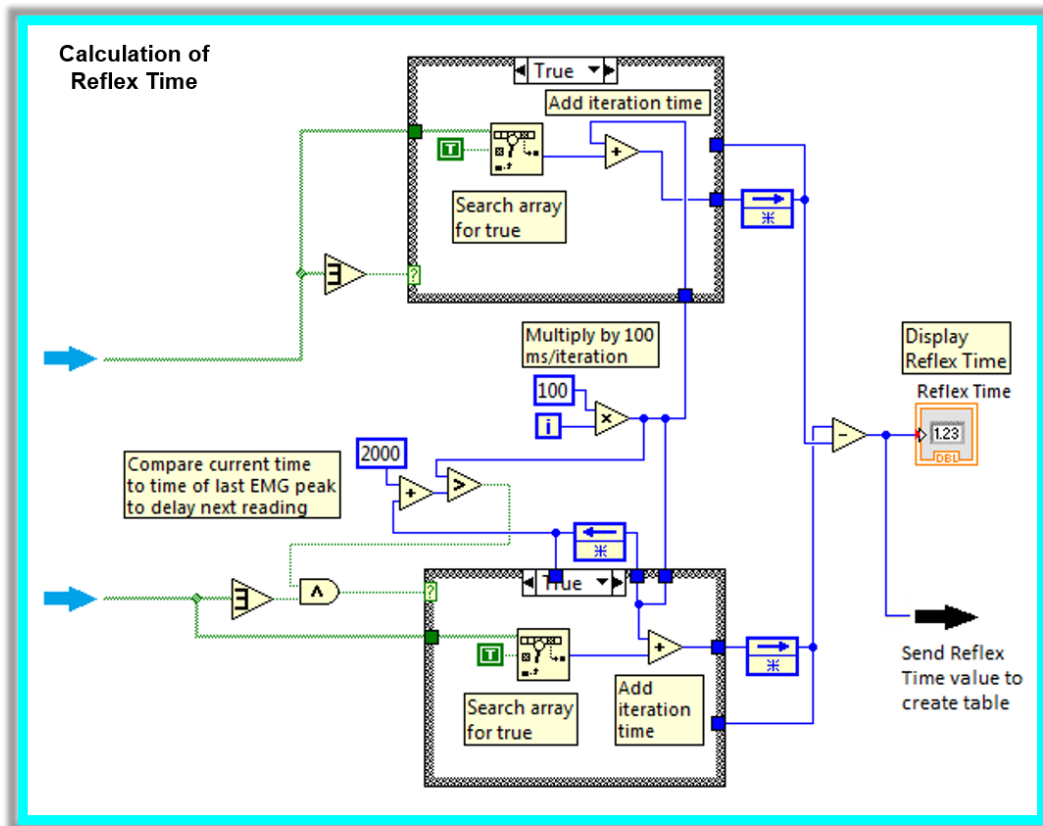 Calculation of
Reflex Time
True
Add iteration time
T
Search array
for true
?
Multiply by 100
ms/iteration
100
i
×
Display
Reflex Time
Reflex Time
1.23
DBL
2000
Compare current time
to time of last EMG peak
to delay next reading
+
>
-
True
?
T
+
Search array
for true
Add
iteration
time
Send Reflex
Time value to
create table